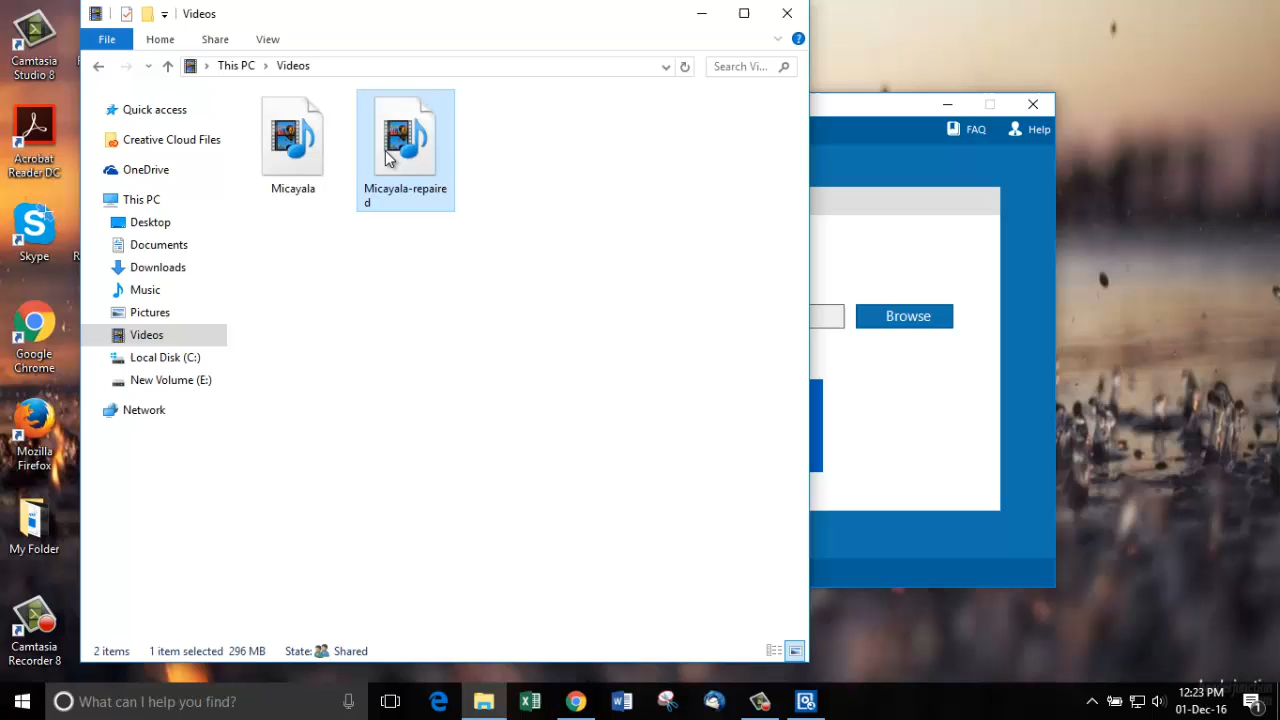 Videos
File
Home
Share
View
This PC
Videos
Search Vi...
Quick access
Creative Cloud Files
OneDrive
This PC
Desktop
Documents
Downloads
Music
Pictures
Videos
Local Disk (C:)
New Volume (E:)
Network
Micayala
Micayala-repaire
d
2 items
1 item selected 296 MB
State:
Shared
FAQ
Help
Browse
Camtasia
Studio 8
Acrobat
Reader DC
Skype
Google
Chrome
Mozilla
Firefox
My Folder
Camtasia
Recorder 8
What can I help you find?
12:23 PM
01-Dec-16
1